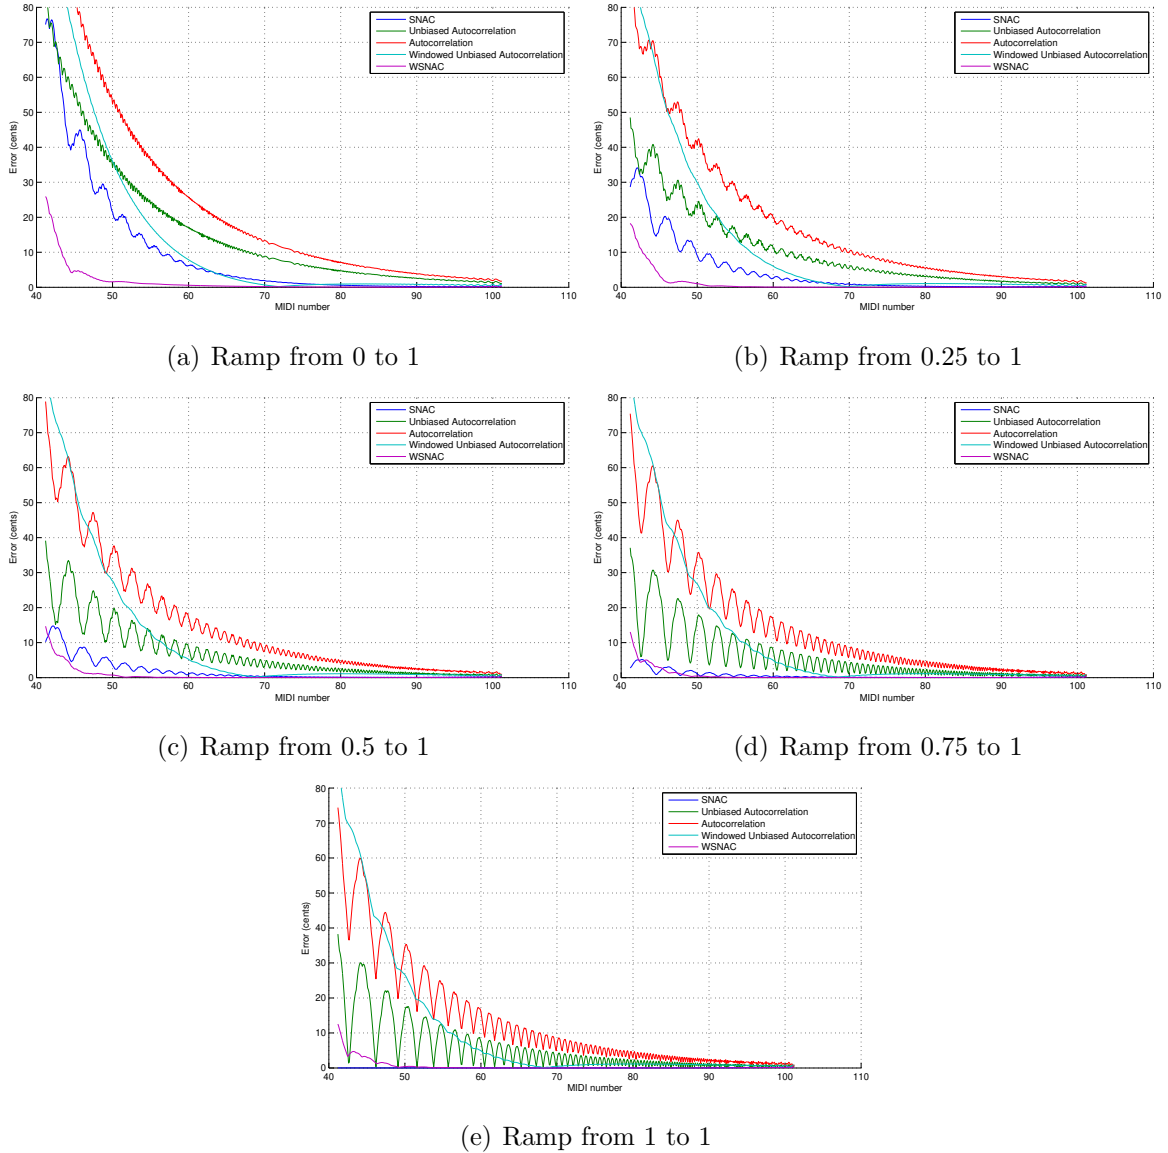 80
70
60
50
40
30
20
10
0
Error (cents)
40 50 60 70 80 90 100 110
MIDI number
SNAC
Unbiased Autocorrelation
Autocorrelation
Windowed Unbiased Autocorrelation
WSNAC
(a) Ramp from 0 to 1
80
70
60
50
40
30
20
10
0
Error (cents)
40 50 60 70 80 90 100 110
MIDI number
SNAC
Unbiased Autocorrelation
Autocorrelation
Windowed Unbiased Autocorrelation
WSNAC
(b) Ramp from 0.25 to 1
80
70
60
50
40
30
20
10
0
Error (cents)
40 50 60 70 80 90 100 110
MIDI number
SNAC
Unbiased Autocorrelation
Autocorrelation
Windowed Unbiased Autocorrelation
WSNAC
(c) Ramp from 0.5 to 1
80
70
60
50
40
30
20
10
0
Error (cents)
40 50 60 70 80 90 100 110
MIDI number
SNAC
Unbiased Autocorrelation
Autocorrelation
Windowed Unbiased Autocorrelation
WSNAC
(d) Ramp from 0.75 to 1
80
70
60
50
40
30
20
10
0
Error (cents)
40 50 60 70 80 90 100 110
MIDI number
SNAC
Unbiased Autocorrelation
Autocorrelation
Windowed Unbiased Autocorrelation
WSNAC
(e) Ramp from 1 to 1